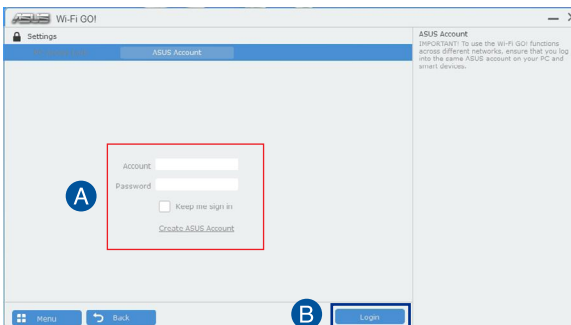 ASUS Wi-Fi GO!
Settings
ASUS Account
Account
Password
Keep me sign in
Create ASUS Account
A
Menu
Back
B
Login
ASUS Account
IMPORTANT! To use the Wi-Fi GO! functions
across different networks, ensure that you log
into the same ASUS account on your PC and
smart devices.